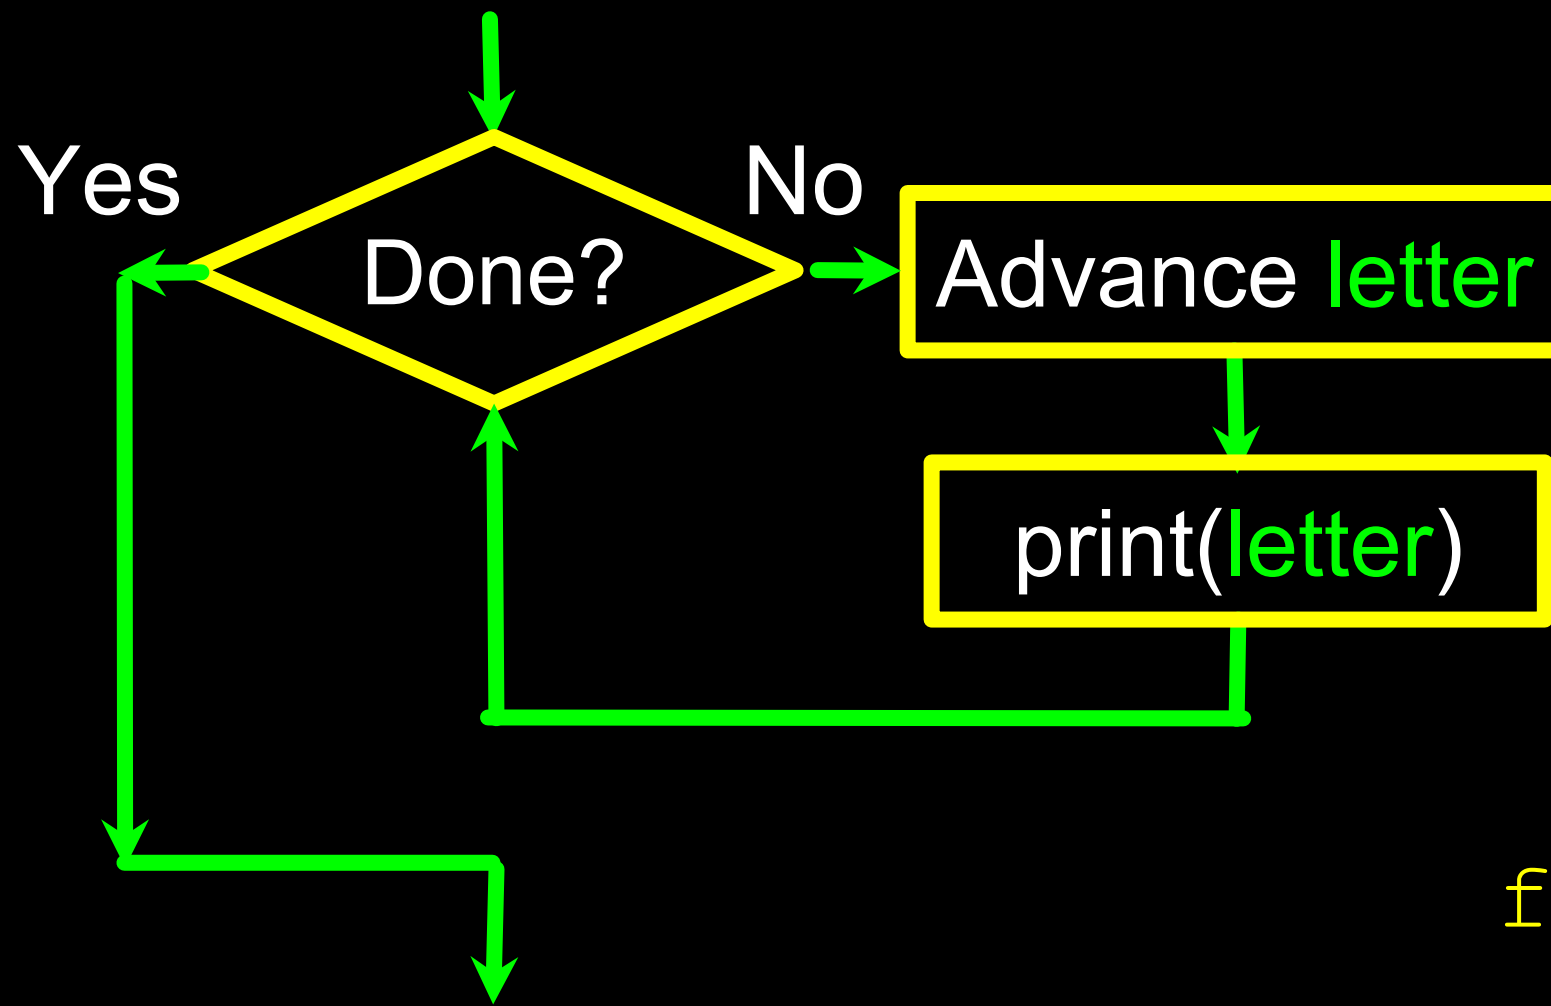 Yes
No
Done?
Advance letter
print(letter)
f